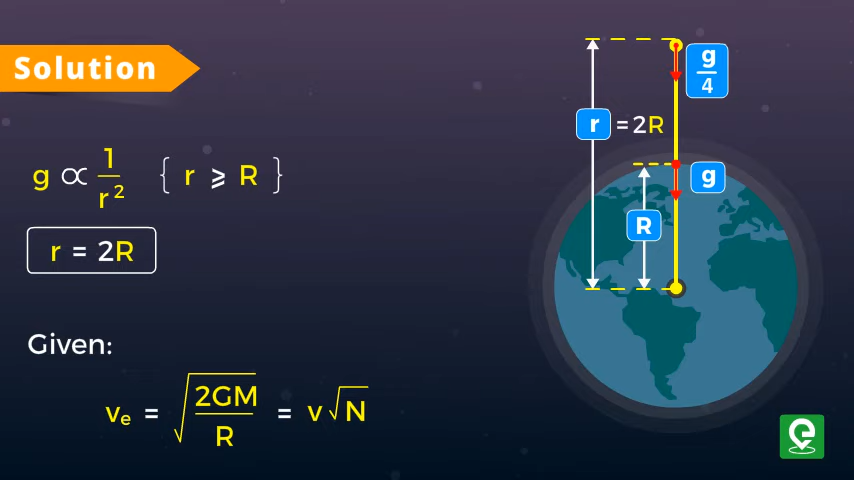 Solution
g ∝ 1/r² { r ⩾ R }
r = 2R
Given:
vₑ = √(2GM/R) = v√N
g/4
r = 2R
g
R